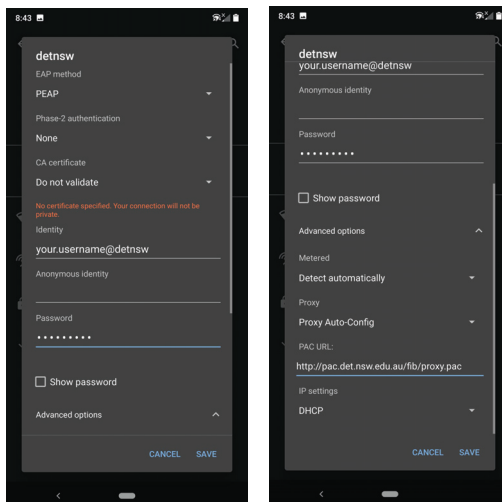 8:43
detnsw
EAP method
PEAP
Phase-2 authentication
None
CA certificate
Do not validate
No certificate specified. Your connection will not be
private.
Identity
your.username@detnsw
Anonymous identity
Password
•••••••••
Show password
Advanced options
CANCEL SAVE
8:43
detnsw
your.username@detnsw
Anonymous identity
Password
•••••••••
Show password
Advanced options
Metered
Detect automatically
Proxy
Proxy Auto-Config
PAC URL:
http://pac.det.nsw.edu.au/fib/proxy.pac
IP settings
DHCP
CANCEL SAVE